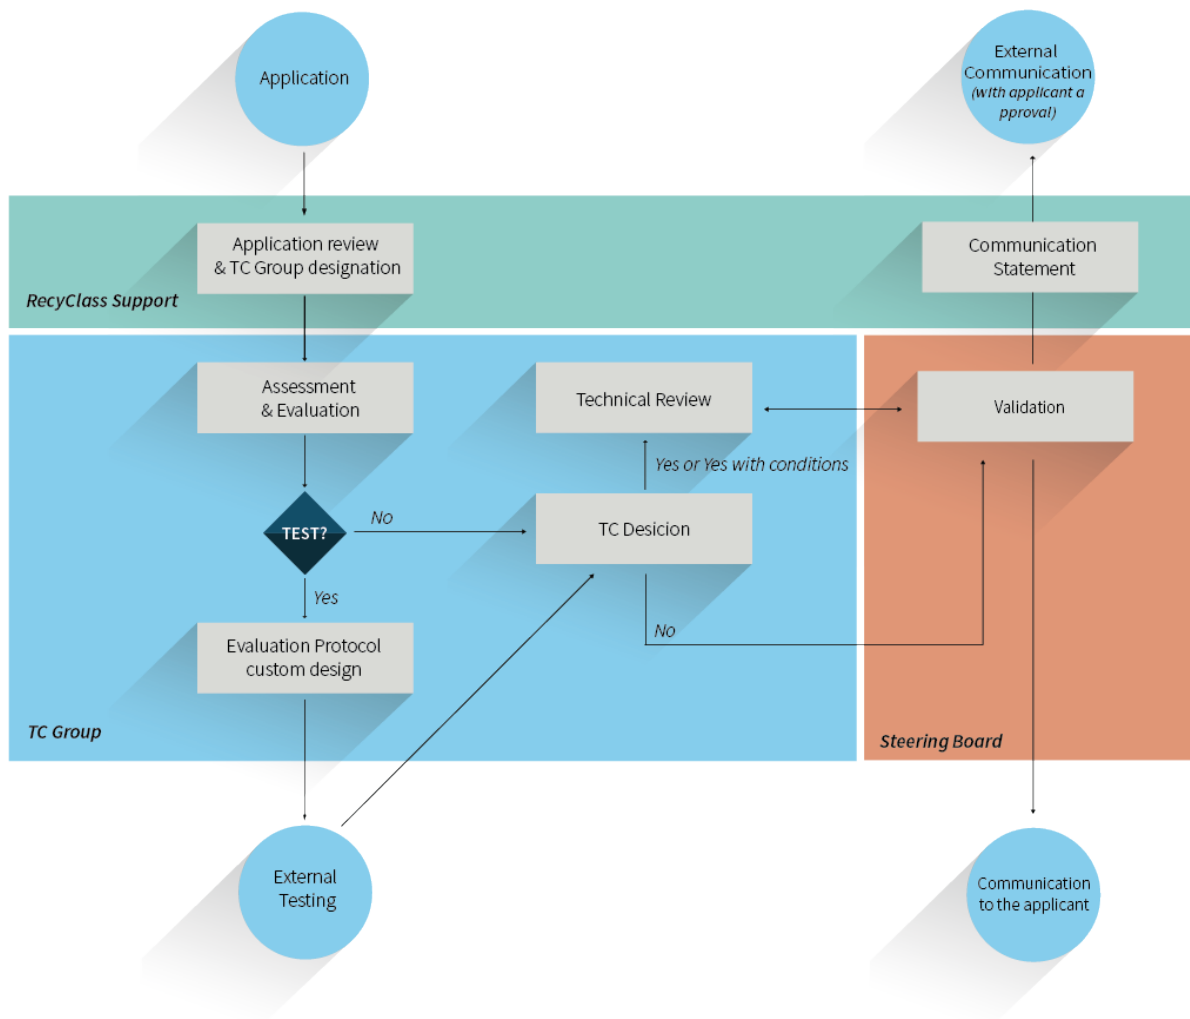 Application
External
Communication
(with applicant a
pproval)
Application review
& TC Group designation
Communication
Statement
RecyClass Support
Assessment
& Evaluation
Technical Review
Validation
Yes or Yes with conditions
TEST?
No
TC Desicion
Yes
No
Evaluation Protocol
custom design
TC Group
Steering Board
External
Testing
Communication
to the applicant